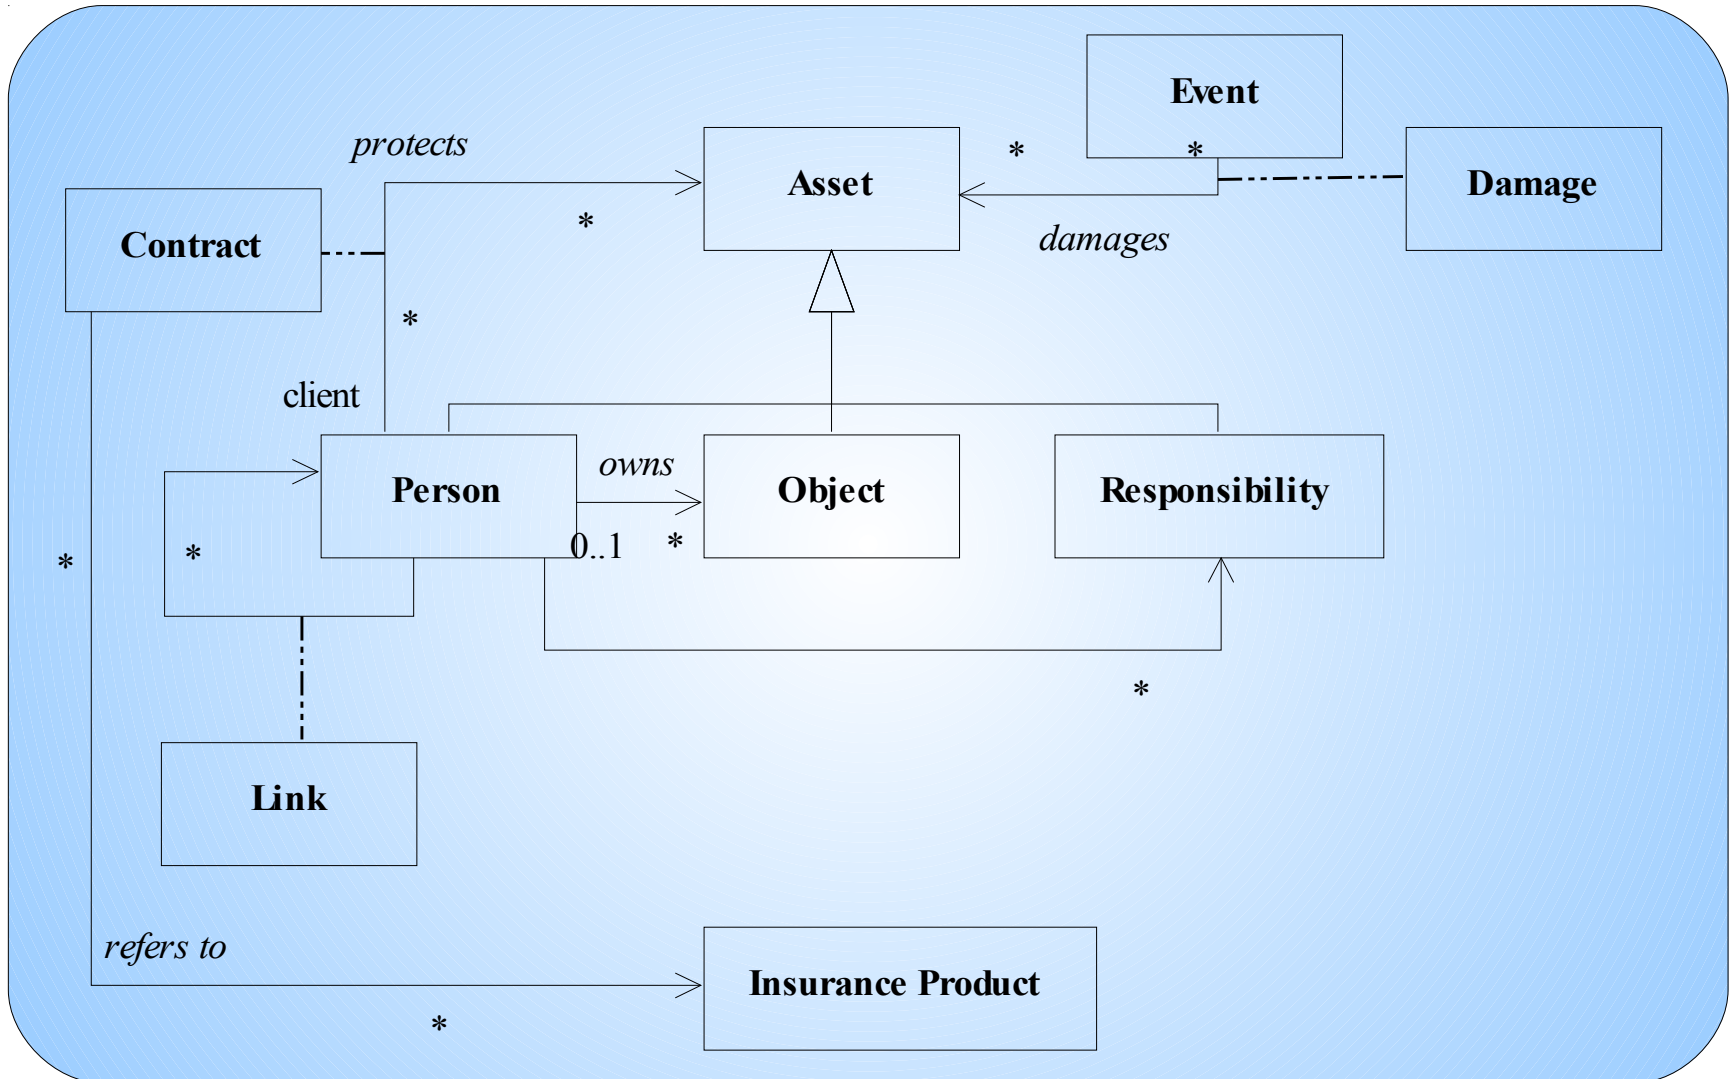 Event
protects
*
*
Asset
Damage
*
damages
Contract
*
client
owns
Person
Object
Responsibility
0..1
*
*
*
*
Link
refers to
Insurance Product
*